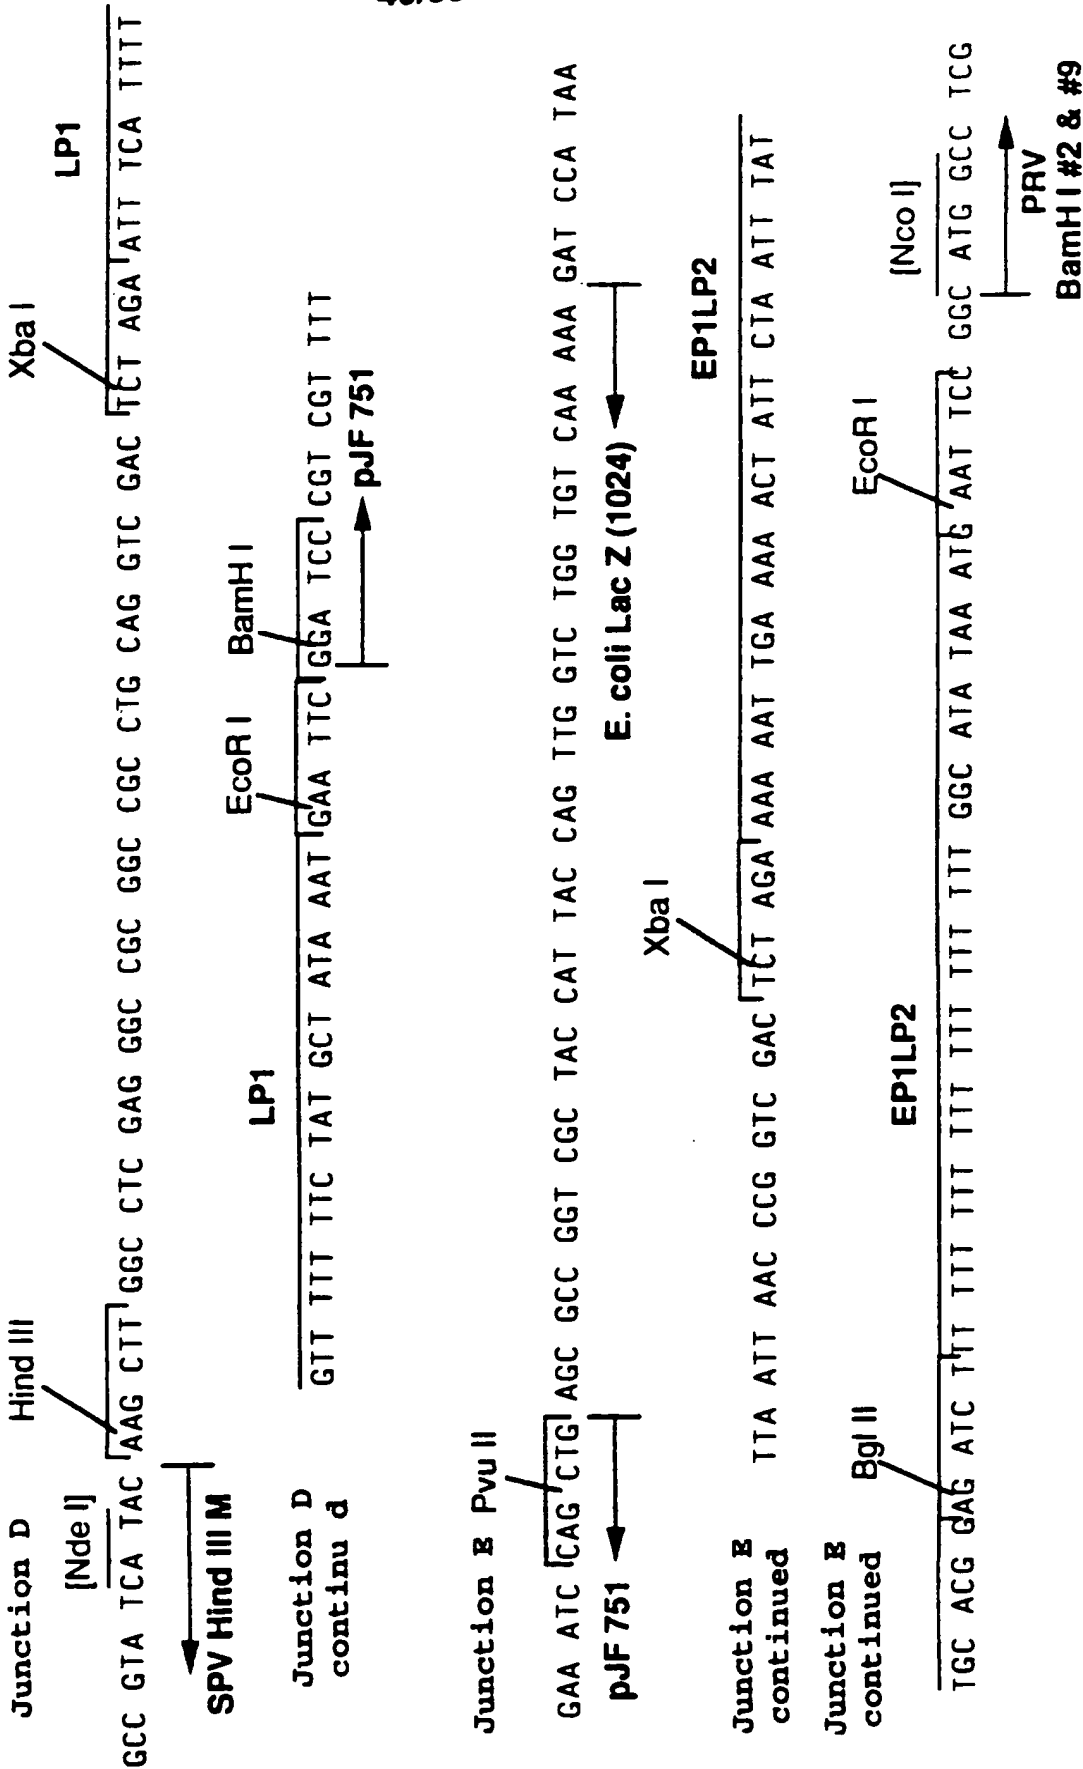 Junction D
[Nde I]
Hind III
Xba I
LP1
GCC GTA TCA TAC AAG CTT GGC CTC GAG GGC CGC GGC CGC CTG CAG GTC GAC TCT AGA ATT TCA TTTT
SPV Hind III M
Junction D
continu d
LP1
EcoR I
BamH I
GTT TTT TTC TAT GCT ATA AAT GAA TTC GGA TCC CGT CGT TTT
pJF 751
Junction E
Pvu II
GAA ATC CAG CTG AGC GCC GGT CGC TAC CAT TAC CAG TTG GTC TGG TGT CAA AAA GAT CCA TAA
pJF 751
E. coli Lac Z (1024)
Junction E
continued
Xba I
EP1LP2
TTA ATT AAC CCG GTC GAC TCT AGA AAA AAT TGA AAA ACT ATT CTA ATT TAT
Junction E
continued
Bgl II
EP1LP2
EcoR I
[Nco I]
TGC ACG GAG ATC TTT TTT TTT TTT TTT TTT TTT TTT GGC ATA TAA ATG AAT TCC GGC ATG GCC TCG
PRV
BamH I #2 & #9